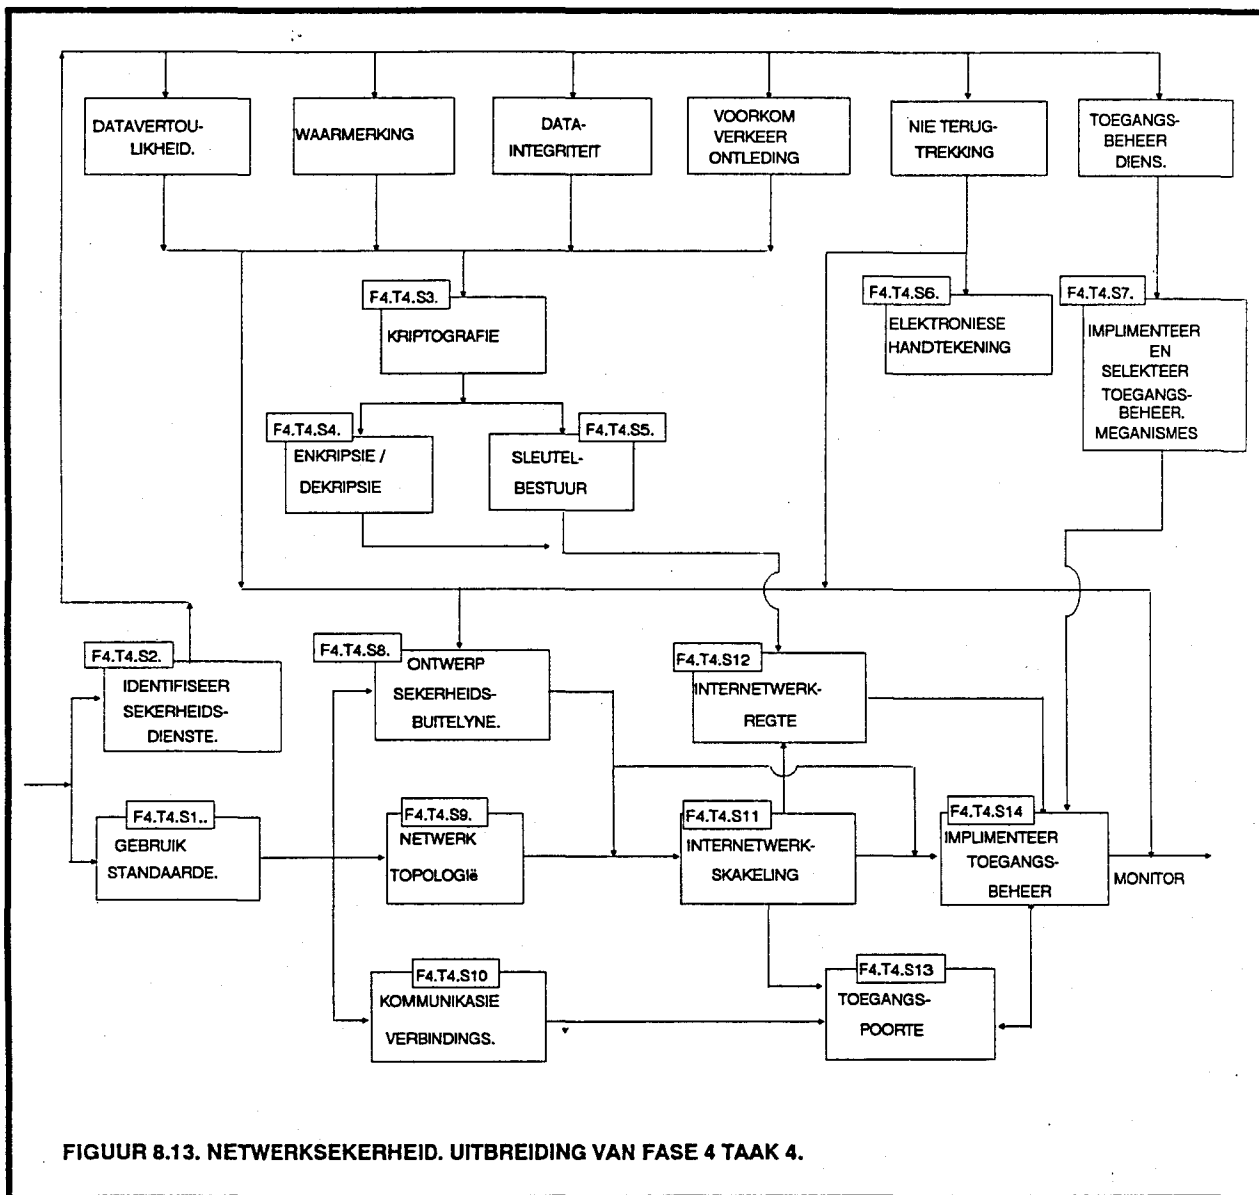 DATAVERTOU-
LIKHEID.
WAARMERKING
DATA-
INTEGRITEIT
VOORKOM
VERKEER
ONTLEDING
NIE TERUG-
TREKKING
TOEGANGS-
BEHEER
DIENS.
F4.T4.S3.
KRIPTOGRAFIE
F4.T4.S6.
ELEKTRONIESE
HANDTEKENING
F4.T4.S7.
IMPLIMENTEER
EN
SELEKTEER
TOEGANGS-
BEHEER.
MEGANISMES
F4.T4.S4.
ENKRIPSIE /
DEKRIPSIE
F4.T4.S5.
SLEUTEL-
BESTUUR
F4.T4.S2.
IDENTIFISEER
SEKERHEIDS-
DIENSTE.
F4.T4.S8.
ONTWERP
SEKERHEIDS-
BUITELYNE.
F4.T4.S12
INTERNETWERK-
REGTE
F4.T4.S1..
GEBRUIK
STANDAARDE.
F4.T4.S9.
NETWERK
TOPOLOGIË
F4.T4.S11
INTERNETWERK-
SKAKELING
F4.T4.S14
IMPLIMENTEER
TOEGANGS-
BEHEER
MONITOR
F4.T4.S10
KOMMUNIKASIE
VERBINDINGS.
F4.T4.S13
TOEGANGS-
POORTE
FIGUUR 8.13. NETWERKSEKERHEID. UITBREIDING VAN FASE 4 TAAK 4.